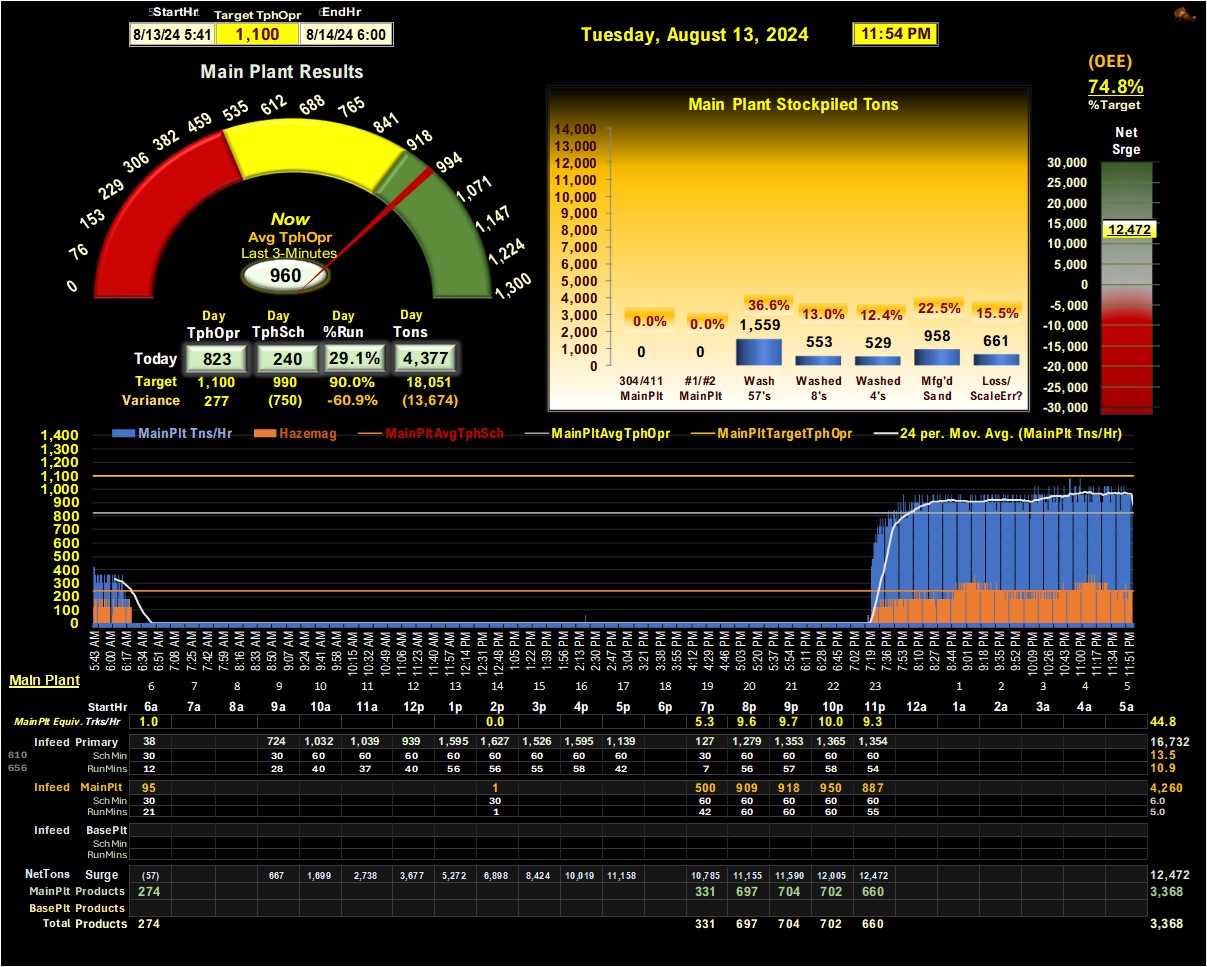 StartHr Target TphOpr EndHr
8/13/24 5:41 1,100 8/14/24 6:00
Tuesday, August 13, 2024 11:54 PM
(OEE)
74.8%
%Target
Main Plant Results
0 76 153 229 306 382 459 535 612 688 765 841 918 994 1,071 1,147 1,224 1,300
Now
Avg TphOpr
Last 3-Minutes
960
Day Day Day Day
TphOpr TphSch %Run Tons
Today 823 240 29.1% 4,377
Target 1,100 990 90.0% 18,051
Variance 277 (750) -60.9% (13,674)
Main Plant Stockpiled Tons
14,000
13,000
12,000
11,000
10,000
9,000
8,000
7,000
6,000
5,000
4,000
3,000
2,000
1,000
0
0.0% 0.0% 36.6% 13.0% 12.4% 22.5% 15.5%
0 0 1,559 553 529 958 661
304/411 #1/#2 Wash Washed Washed Mfg'd Loss/
MainPlt MainPlt 57's 8's 4's Sand ScaleErr?
Net
Srge
30,000
25,000
20,000
15,000
12,472
10,000
5,000
0
-5,000
-10,000
-15,000
-20,000
-25,000
-30,000
MainPlt Tns/Hr Hazemag MainPltAvgTphSch MainPltAvgTphOpr MainPltTargetTphOpr 24 per. Mov. Avg. (MainPlt Tns/Hr)
1,400
1,300
1,200
1,100
1,000
900
800
700
600
500
400
300
200
100
0
5:43 AM 6:00 AM 6:17 AM 6:34 AM 6:51 AM 7:08 AM 7:25 AM 7:42 AM 7:59 AM 8:16 AM 8:33 AM 8:50 AM 9:07 AM 9:24 AM 9:41 AM 9:58 AM 10:15 AM 10:32 AM 10:49 AM 11:06 AM 11:23 AM 11:40 AM 11:57 AM 12:14 PM 12:31 PM 12:48 PM 1:05 PM 1:22 PM 1:39 PM 1:56 PM 2:13 PM 2:30 PM 2:47 PM 3:04 PM 3:21 PM 3:38 PM 3:55 PM 4:12 PM 4:29 PM 4:46 PM 5:03 PM 5:20 PM 5:37 PM 5:54 PM 6:11 PM 6:28 PM 6:45 PM 7:02 PM 7:19 PM 7:36 PM 7:53 PM 8:10 PM 8:27 PM 8:44 PM 9:01 PM 9:18 PM 9:35 PM 9:52 PM 10:09 PM 10:26 PM 10:43 PM 11:00 PM 11:17 PM 11:34 PM 11:51 PM
Main Plant
6 7 8 9 10 11 12 13 14 15 16 17 18 19 20 21 22 23 1 2 3 4 5
StartHr 6a 7a 8a 9a 10a 11a 12p 1p 2p 3p 4p 5p 6p 7p 8p 9p 10p 11p 12a 1a 2a 3a 4a 5a
MainPlt Equiv. Trks/Hr 1.0 0.0 5.3 9.6 9.7 10.0 9.3 44.8
Infeed Primary 38 724 1,032 1,039 939 1,595 1,627 1,526 1,595 1,139 127 1,279 1,353 1,365 1,354 16,732
810 Sch Min 30 30 60 60 60 60 60 60 60 60 30 60 60 60 60 13.5
656 RunMins 12 28 40 37 40 56 56 55 58 42 7 56 57 58 54 10.9
Infeed MainPlt 95 1 500 909 918 950 887 4,260
Sch Min 30 30 60 60 60 60 60 6.0
RunMins 21 1 42 60 60 60 55 5.0
Infeed BasePlt
Sch Min
RunMins
NetTons Surge (57) 667 1,699 2,738 3,677 5,272 6,898 8,424 10,019 11,158 10,785 11,155 11,590 12,005 12,472 12,472
MainPlt Products 274 331 697 704 702 660 3,368
BasePlt Products
Total Products 274 331 697 704 702 660 3,368